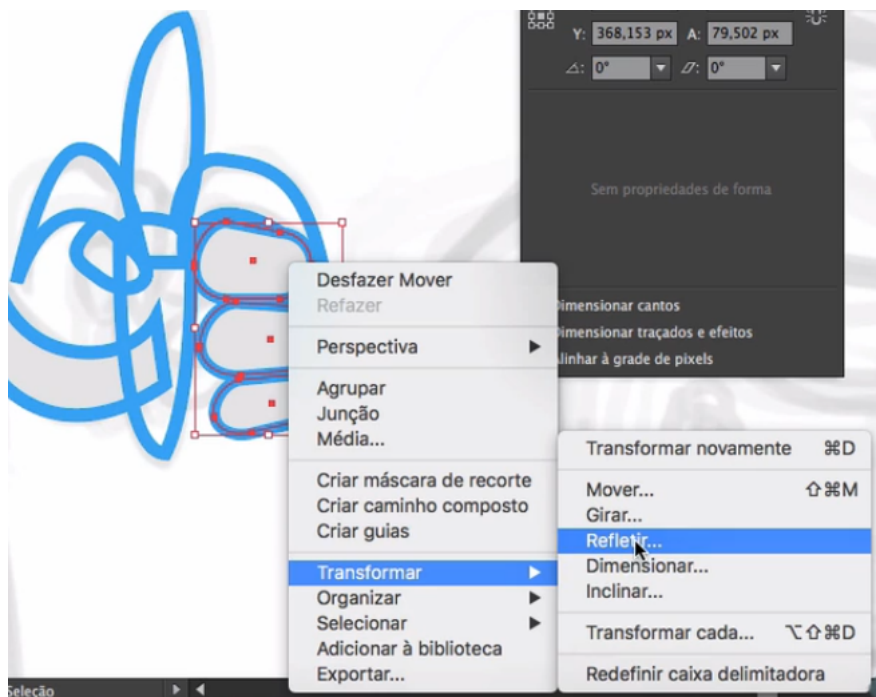 Y: 368,153 px A: 79,502 px
0° 0°
Sem propriedades de forma
Desfazer Mover
Refazer
Perspectiva
Agrupar
Junção
Média...
Criar máscara de recorte
Criar caminho composto
Criar guias
Transformar
Organizar
Selecionar
Adicionar à biblioteca
Exportar...
Dimensionar cantos
Dimensionar traçados e efeitos
Alinhar à grade de pixels
Transformar novamente ⌘D
Mover... ⇧⌘M
Girar...
Refletir...
Dimensionar...
Inclinar...
Transformar cada... ⌥⇧⌘D
Redefinir caixa delimitadora
Seleção